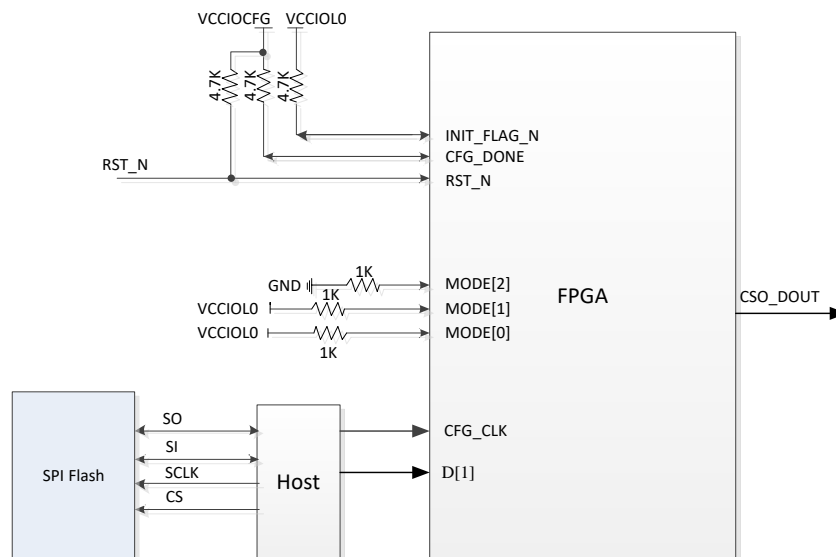 VCCIOCFG
VCCIOL0
4.7K
4.7K
4.7K
INIT_FLAG_N
CFG_DONE
RST_N
RST_N
1K
GND
MODE[2]
1K
FPGA
CSO_DOUT
VCCIOL0
MODE[1]
VCCIOL0
MODE[0]
1K
SO
CFG_CLK
SI
SPI Flash
SCLK
Host
D[1]
CS